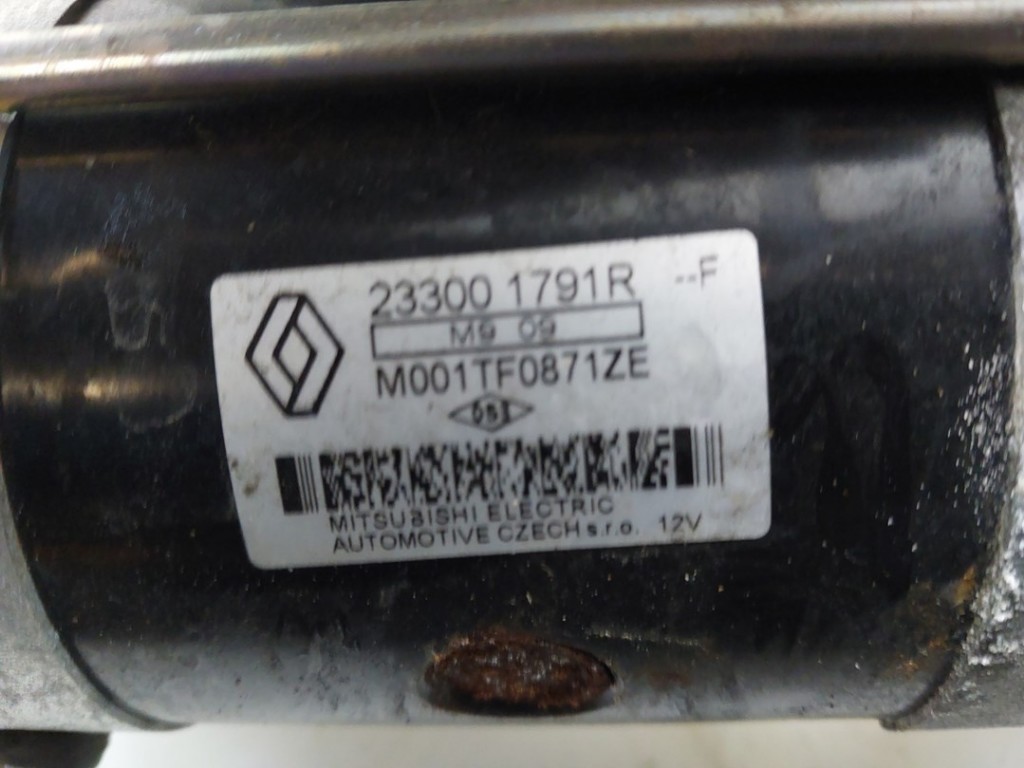 23300 1791R --F
M9 09
M001TF0871ZE
MITSUBISHI ELECTRIC
AUTOMOTIVE CZECH s.r.o. 12V